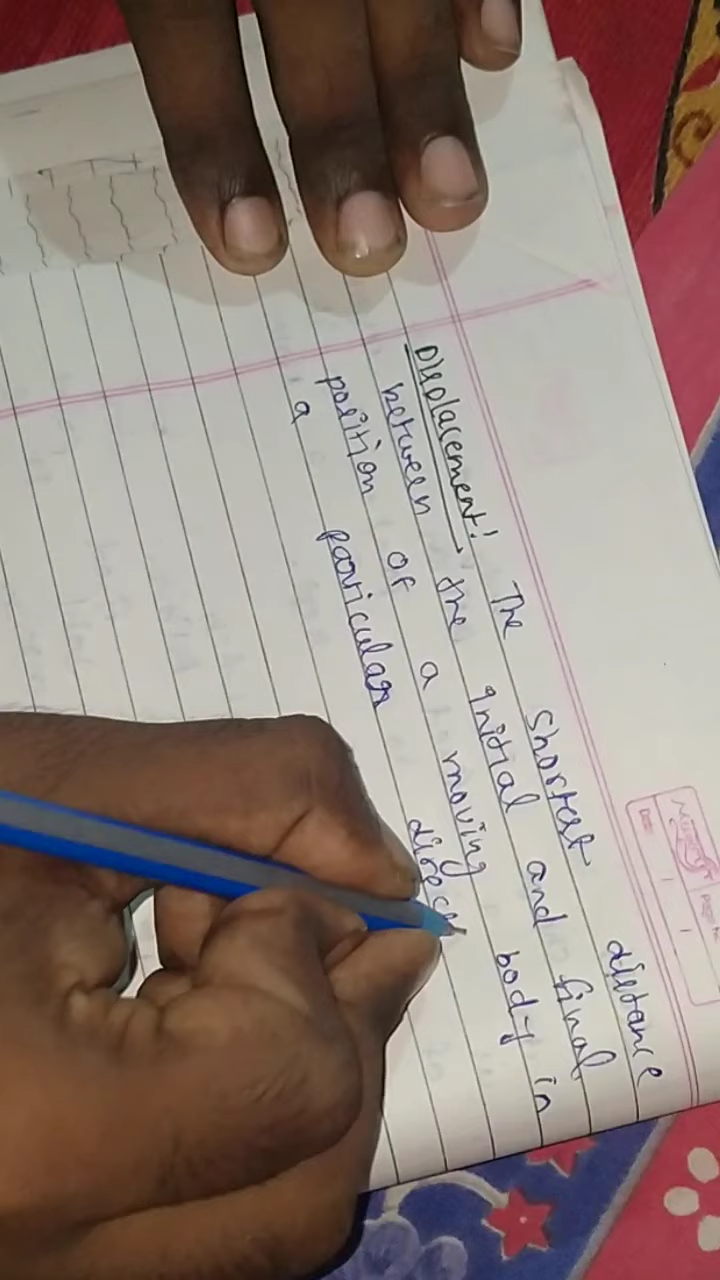 Displacement: The shortest distance
between the initial and final
position of a moving body in
a particular direc